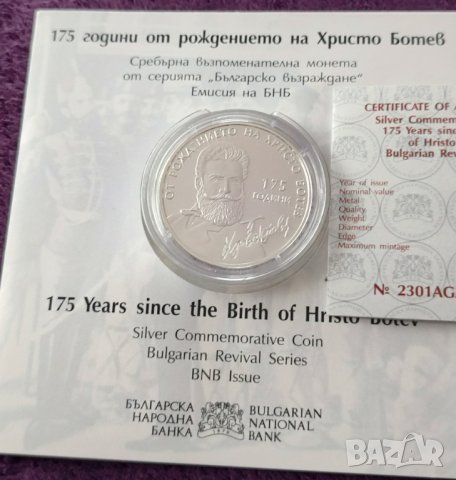 175 години от рождението на Христо Ботев
Сребърна възпоменателна монета
от серията „Българско възраждане"
Емисия на БНБ
CERTIFICATE OF A
Silver Commem
175 Years since
of Hristo
Bulgarian Rev
Year of issue
Nominal value
Metal
Quality
Weight
Diameter
Edge
Maximum mintage
№ 2301AG
ОТ РОЖДЕНИЕТО НА ХРИСТО БОТЕВ
175
ГОДИНИ
175 Years since the Birth of Hristo Botev
Silver Commemorative Coin
Bulgarian Revival Series
BNB Issue
БЪЛГАРСКА
НАРОДНА
БАНКА
BULGARIAN
NATIONAL
BANK
BAZAR